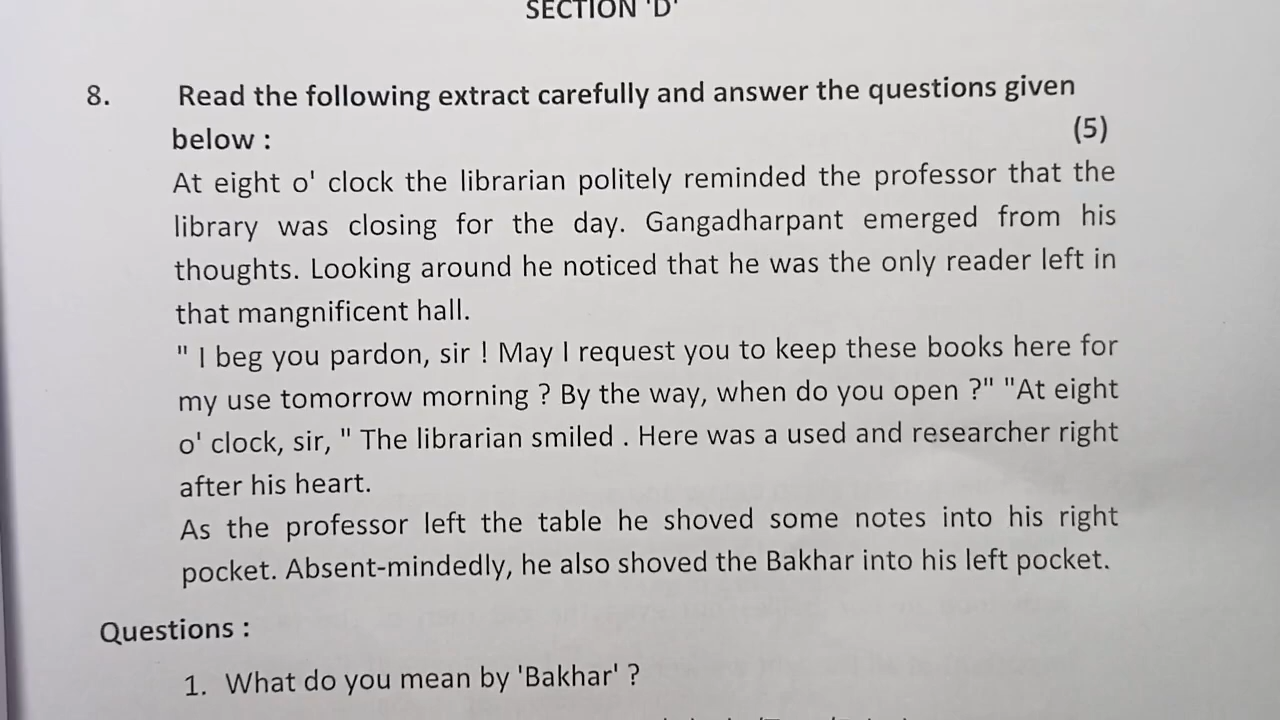 SECTION 'D'
8. Read the following extract carefully and answer the questions given
below : (5)
At eight o' clock the librarian politely reminded the professor that the
library was closing for the day. Gangadharpant emerged from his
thoughts. Looking around he noticed that he was the only reader left in
that mangnificent hall.
" I beg you pardon, sir ! May I request you to keep these books here for
my use tomorrow morning ? By the way, when do you open ?" "At eight
o' clock, sir, " The librarian smiled . Here was a used and researcher right
after his heart.
As the professor left the table he shoved some notes into his right
pocket. Absent-mindedly, he also shoved the Bakhar into his left pocket.
Questions :
1. What do you mean by 'Bakhar' ?